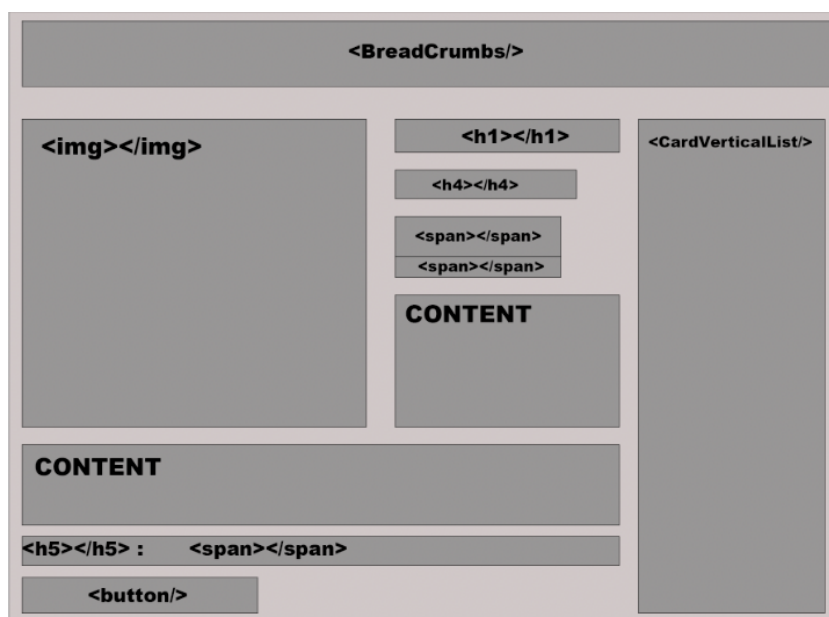 <BreadCrumbs/>
<img></img>
<h1></h1>
<h4></h4>
<span></span>
<span></span>
CONTENT
<CardVerticalList/>
CONTENT
<h5></h5> : <span></span>
<button/>